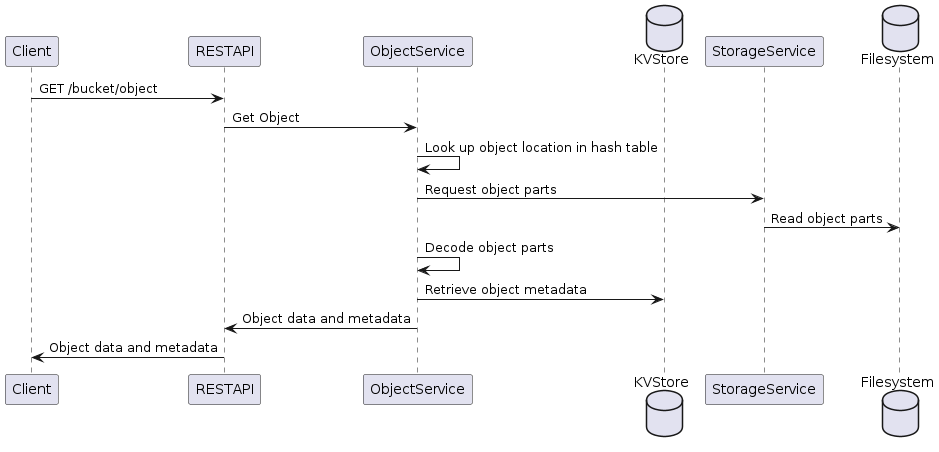 Client
RESTAPI
ObjectService
KVStore
StorageService
Filesystem
GET /bucket/object
Get Object
Look up object location in hash table
Request object parts
Read object parts
Decode object parts
Retrieve object metadata
Object data and metadata
Object data and metadata
Client
RESTAPI
ObjectService
KVStore
StorageService
Filesystem